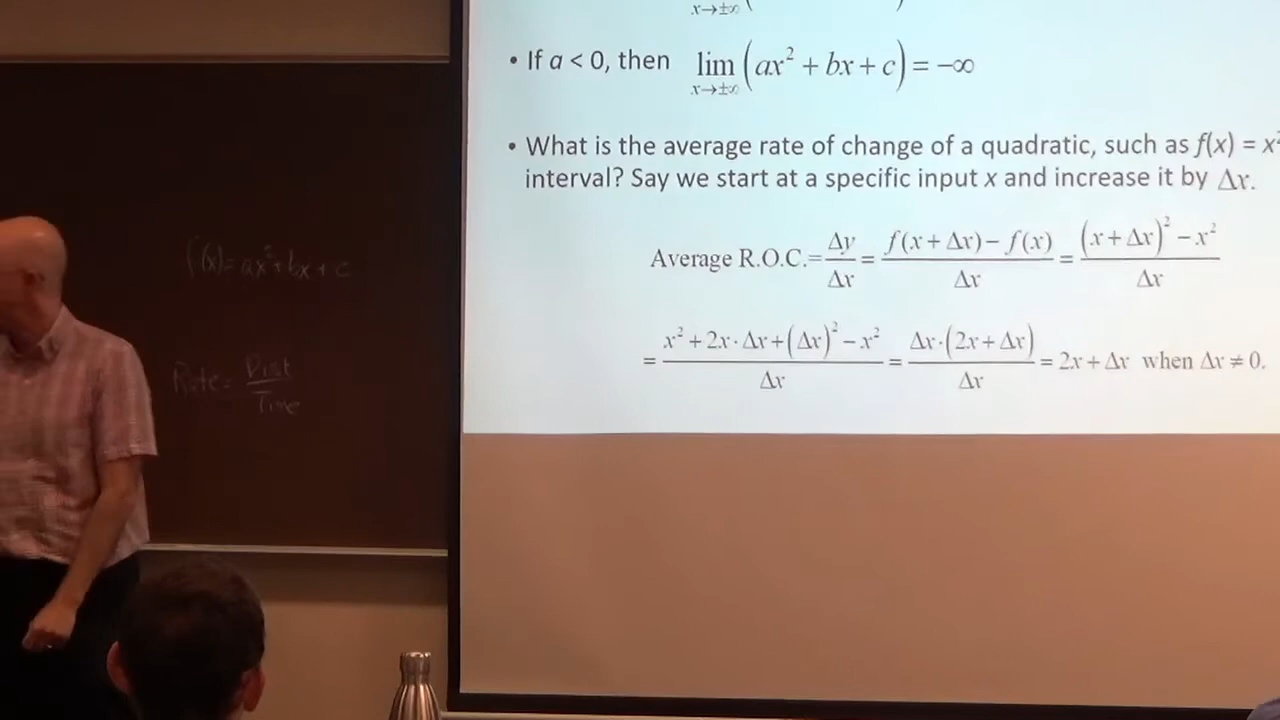 x→±∞ (                    )
• If a < 0, then lim (ax² + bx + c) = −∞
x→±∞
• What is the average rate of change of a quadratic, such as f(x) = x²
interval? Say we start at a specific input x and increase it by Δx.
Average R.O.C.= Δy/Δx = (f(x + Δx) − f(x))/Δx = ((x + Δx)² − x²)/Δx
= (x² + 2x · Δx + (Δx)² − x²)/Δx = (Δx · (2x + Δx))/Δx = 2x + Δx when Δx ≠ 0.
f(x) = ax² + bx + c
Rate = Dist
Time